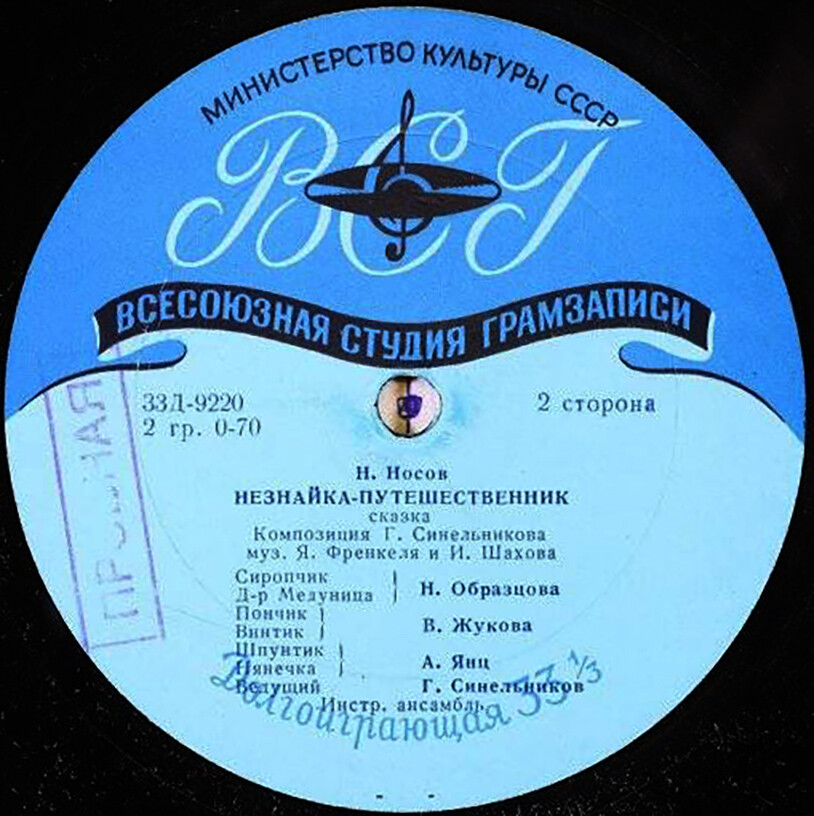 МИНИСТЕРСТВО КУЛЬТУРЫ СССР
ВСГ
ВСЕСОЮЗНАЯ СТУДИЯ ГРАМЗАПИСИ
33Д-9220
2 гр. 0-70
2 сторона
Н. Носов
НЕЗНАЙКА-ПУТЕШЕСТВЕННИК
сказка
Композиция Г. Синельникова
муз. Я. Френкеля и И. Шахова
Сиропчик
Д-р Медуница
Н. Образцова
Пончик
Винтик
В. Жукова
Шпунтик
Нянечка
А. Янц
Ведущий Г. Синельников
Инстр. ансамбль
Долгоиграющая 33 1/3